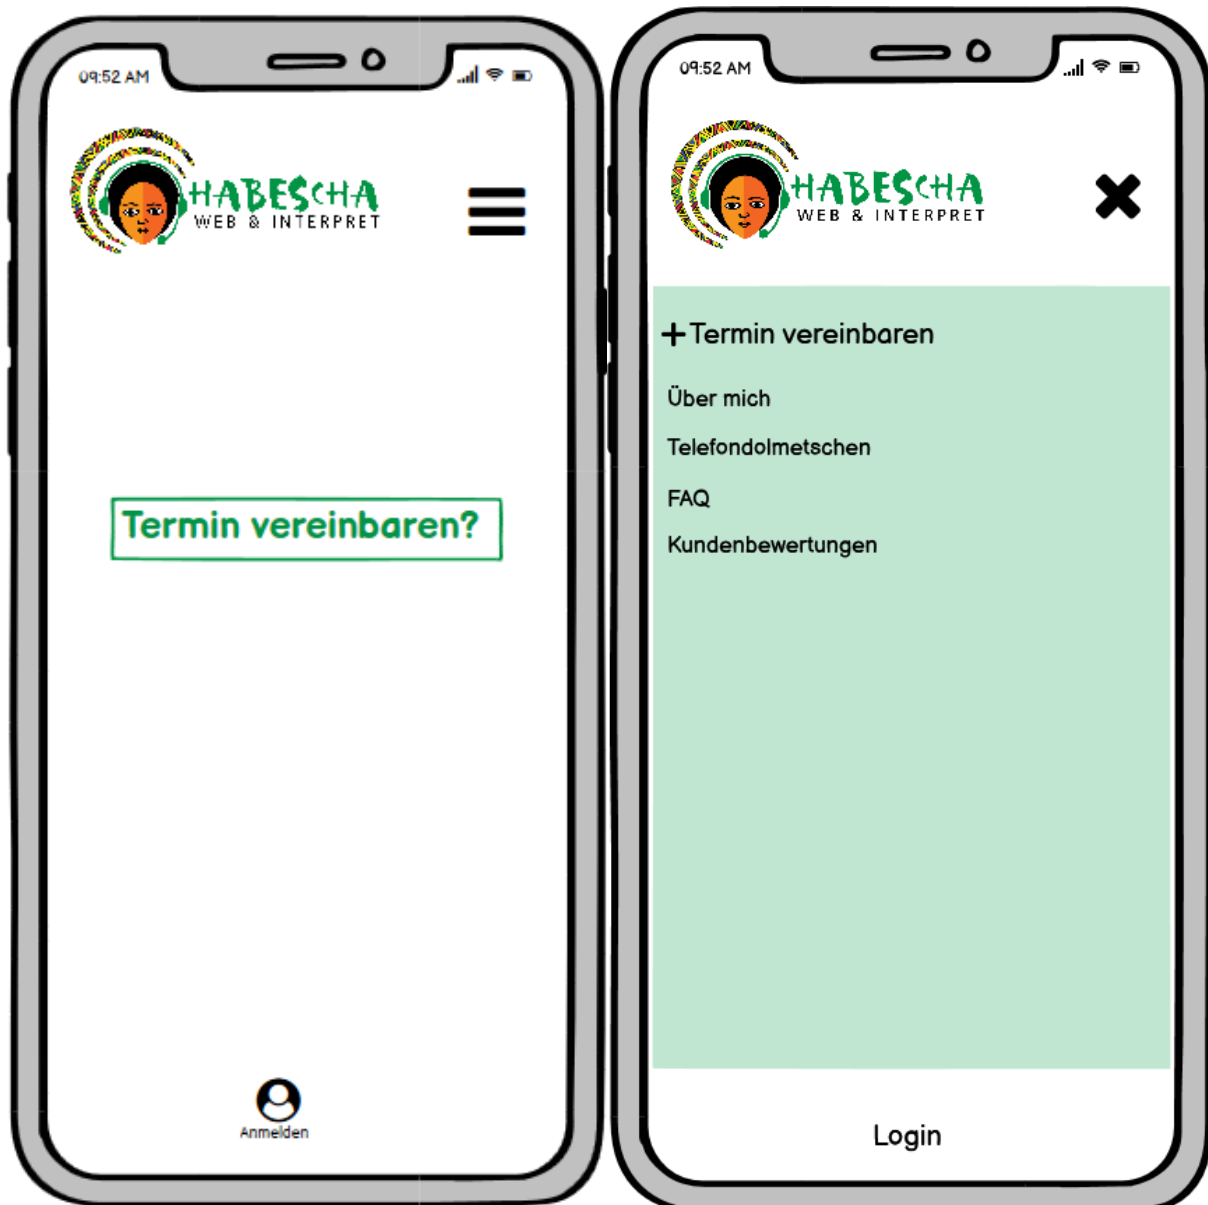 09:52 AM
HABESCHA
WEB & INTERPRET
Termin vereinbaren?
Anmelden
09:52 AM
HABESCHA
WEB & INTERPRET
+Termin vereinbaren
Über mich
Telefondolmetschen
FAQ
Kundenbewertungen
Login